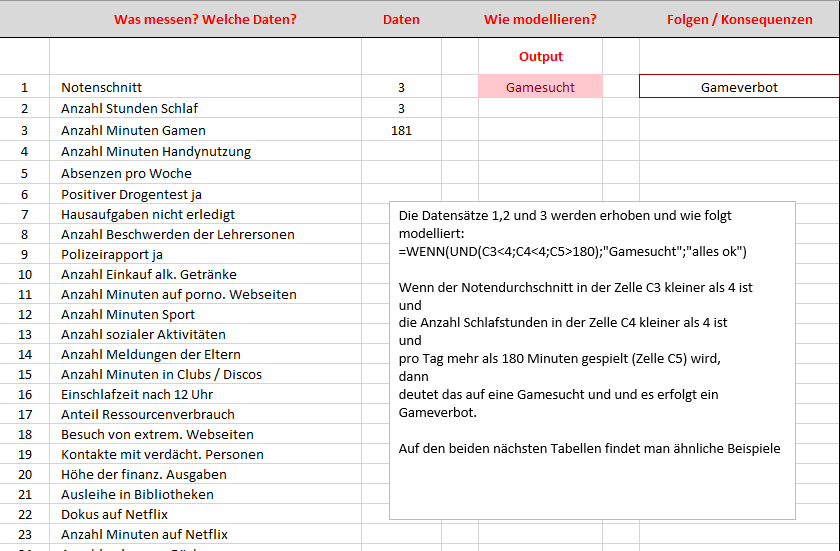 Was messen? Welche Daten? Daten Wie modellieren? Folgen / Konsequenzen
Output
1 Notenschnitt 3 Gamesucht Gameverbot
2 Anzahl Stunden Schlaf 3
3 Anzahl Minuten Gamen 181
4 Anzahl Minuten Handynutzung
5 Absenzen pro Woche
6 Positiver Drogentest ja
7 Hausaufgaben nicht erledigt
8 Anzahl Beschwerden der Lehrersonen
9 Polizeirapport ja
10 Anzahl Einkauf alk. Getränke
11 Anzahl Minuten auf porno. Webseiten
12 Anzahl Minuten Sport
13 Anzahl sozialer Aktivitäten
14 Anzahl Meldungen der Eltern
15 Anzahl Minuten in Clubs / Discos
16 Einschlafzeit nach 12 Uhr
17 Anteil Ressourcenverbrauch
18 Besuch von extrem. Webseiten
19 Kontakte mit verdächt. Personen
20 Höhe der finanz. Ausgaben
21 Ausleihe in Bibliotheken
22 Dokus auf Netflix
23 Anzahl Minuten auf Netflix
Die Datensätze 1,2 und 3 werden erhoben und wie folgt
modelliert:
=WENN(UND(C3<4;C4<4;C5>180);"Gamesucht";"alles ok")
Wenn der Notendurchschnitt in der Zelle C3 kleiner als 4 ist
und
die Anzahl Schlafstunden in der Zelle C4 kleiner als 4 ist
und
pro Tag mehr als 180 Minuten gespielt (Zelle C5) wird,
dann
deutet das auf eine Gamesucht und und es erfolgt ein
Gameverbot.
Auf den beiden nächsten Tabellen findet man ähnliche Beispiele